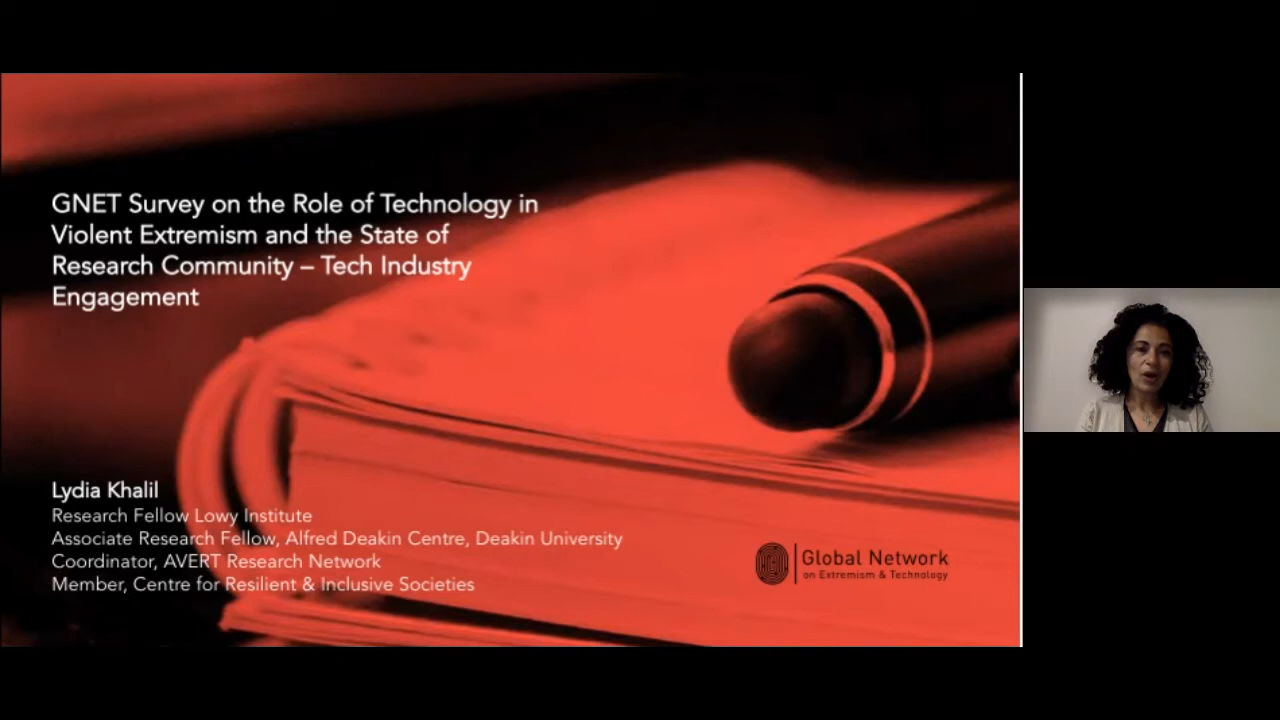 GNET Survey on the Role of Technology in
Violent Extremism and the State of
Research Community – Tech Industry
Engagement
Lydia Khalil
Research Fellow Lowy Institute
Associate Research Fellow, Alfred Deakin Centre, Deakin University
Coordinator, AVERT Research Network
Member, Centre for Resilient & Inclusive Societies
Global Network
on Extremism & Technology